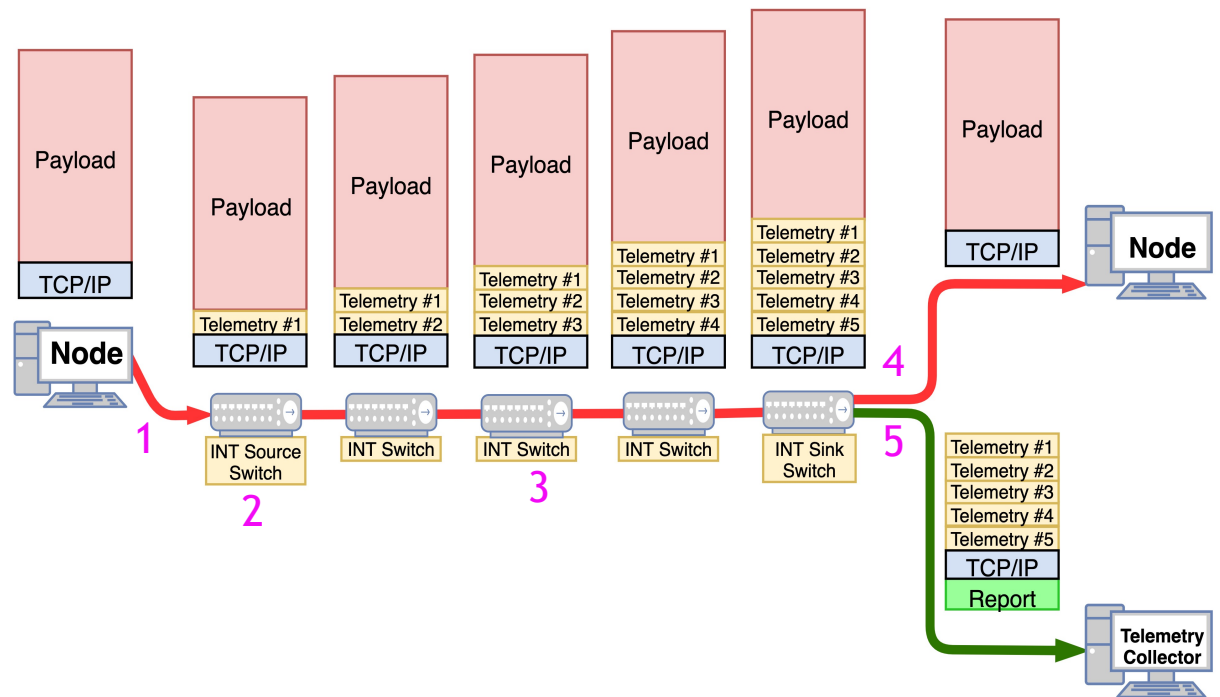 Payload
TCP/IP
Node
1
Payload
Telemetry #1
TCP/IP
INT Source
Switch
2
Payload
Telemetry #1
Telemetry #2
TCP/IP
INT Switch
Payload
Telemetry #1
Telemetry #2
Telemetry #3
TCP/IP
INT Switch
3
Payload
Telemetry #1
Telemetry #2
Telemetry #3
Telemetry #4
TCP/IP
INT Switch
Payload
Telemetry #1
Telemetry #2
Telemetry #3
Telemetry #4
Telemetry #5
TCP/IP
INT Sink
Switch
4
5
Payload
TCP/IP
Node
Telemetry #1
Telemetry #2
Telemetry #3
Telemetry #4
Telemetry #5
TCP/IP
Report
Telemetry
Collector